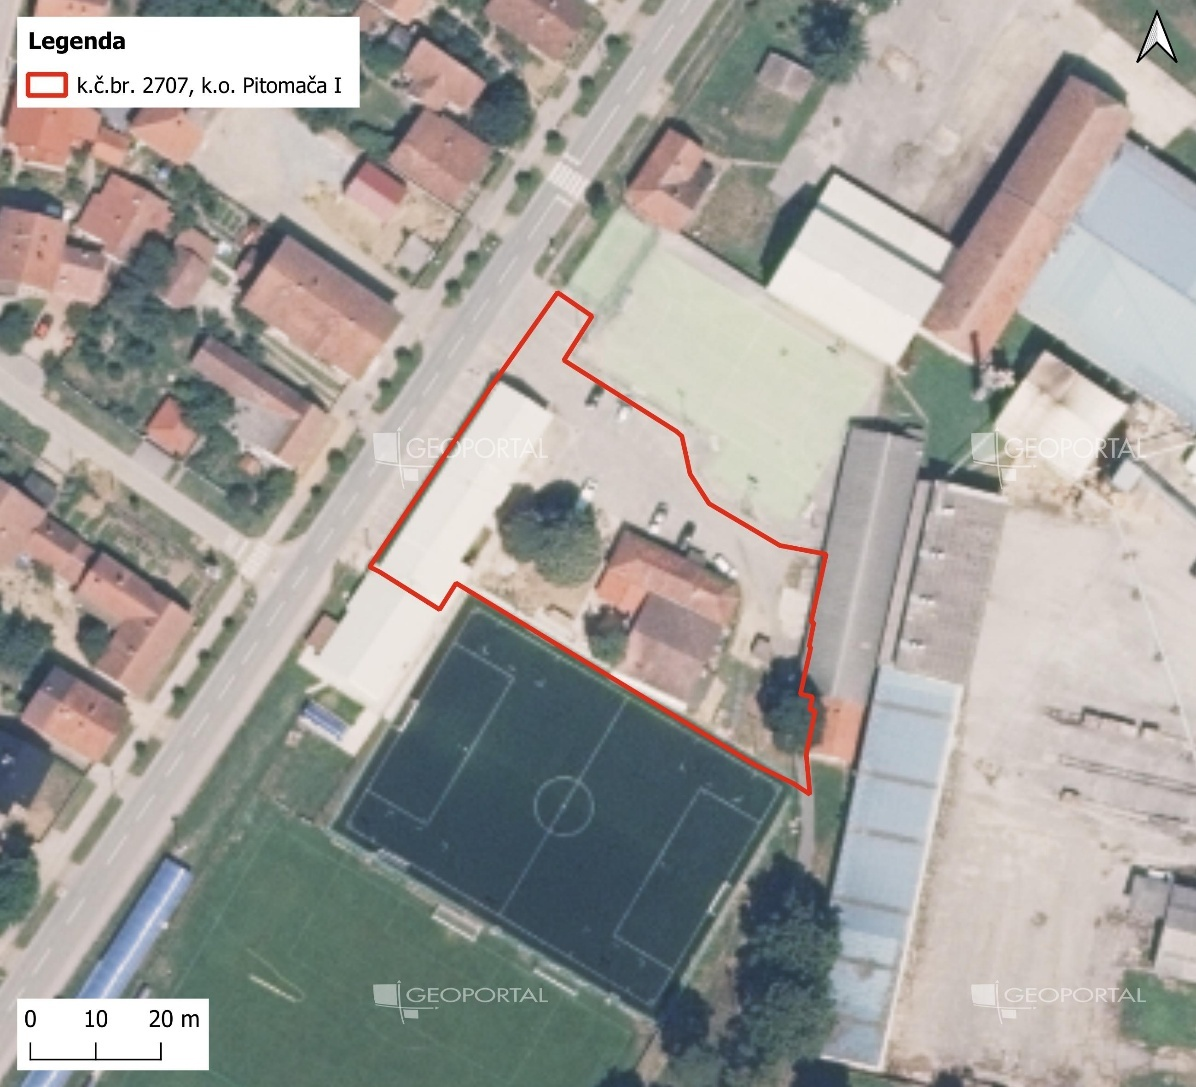 Legenda
k.č.br. 2707, k.o. Pitomača I
GEOPORTAL
GEOPORTAL
GEOPORTAL
GEOPORTAL
0 10 20 m